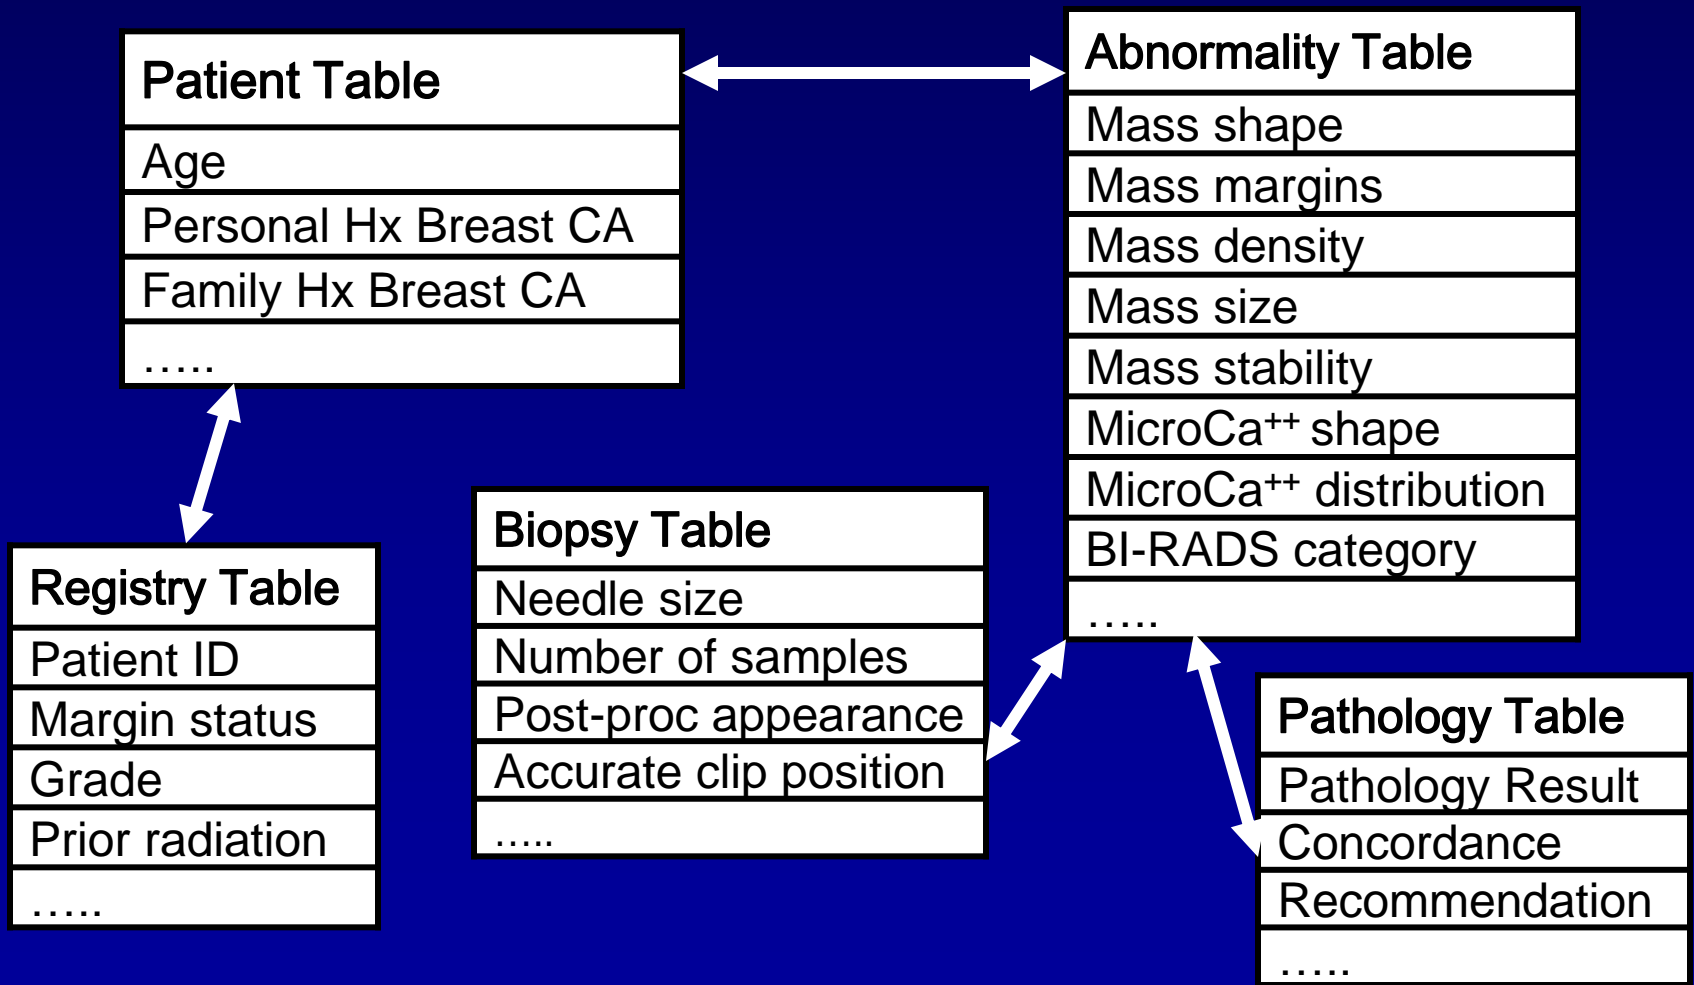 Patient Table
Age
Personal Hx Breast CA
Family Hx Breast CA
…..
Abnormality Table
Mass shape
Mass margins
Mass density
Mass size
Mass stability
MicroCa⁺⁺ shape
MicroCa⁺⁺ distribution
BI-RADS category
…..
Registry Table
Patient ID
Margin status
Grade
Prior radiation
…..
Biopsy Table
Needle size
Number of samples
Post-proc appearance
Accurate clip position
…..
Pathology Table
Pathology Result
Concordance
Recommendation
…..